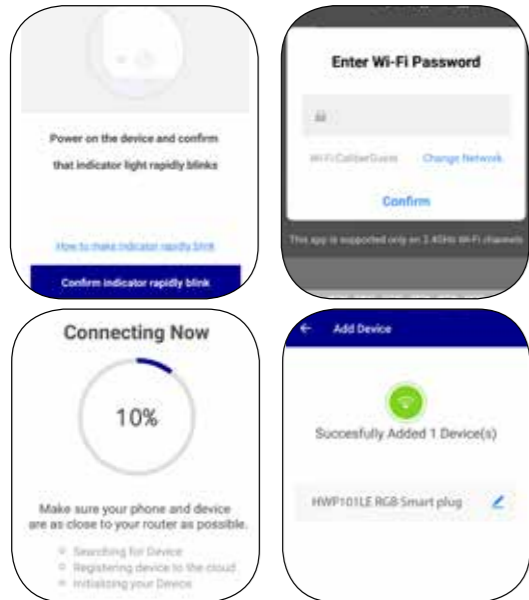 Power on the device and confirm
that indicator light rapidly blinks
How to make indicator rapidly blink
Confirm indicator rapidly blink
Enter Wi-Fi Password
Wi-Fi:CaliberGuest Change Network
Confirm
This app is supported only on 2.4GHz Wi-Fi channels
Connecting Now
10%
Make sure your phone and device
are as close to your router as possible.
Searching for Device
Registering device to the cloud
Initializing your Device
Add Device
Succesfully Added 1 Device(s)
HWP101LE RGB Smart plug